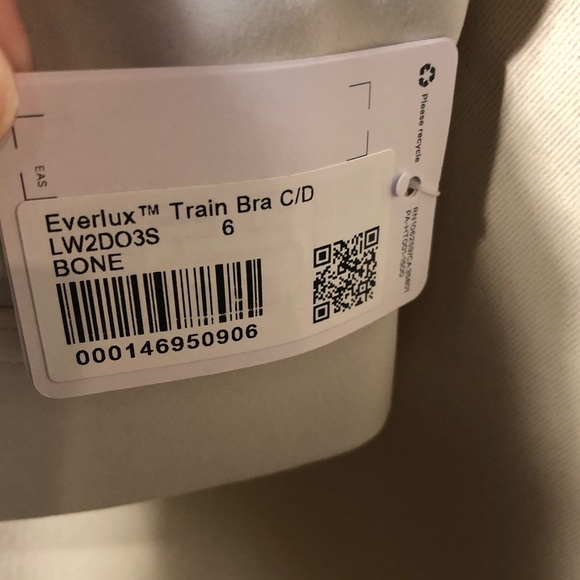 Please recycle
EAS
Everlux™ Train Bra C/D
LW2DO3S 6
BONE
000146950906